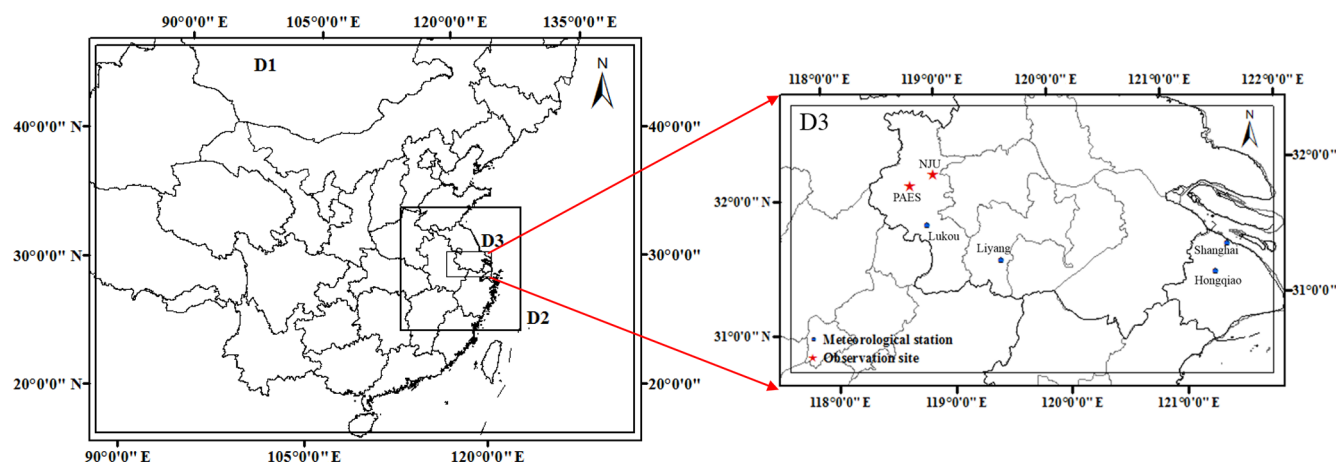 90°0'0" E 105°0'0" E 120°0'0" E 135°0'0" E
D1
N
40°0'0" N
40°0'0" N
30°0'0" N
30°0'0" N
D3
D2
20°0'0" N
20°0'0" N
90°0'0" E 105°0'0" E 120°0'0" E
118°0'0" E 119°0'0" E 120°0'0" E 121°0'0" E 122°0'0" E
D3
N
NJU
PAES
32°0'0" N
32°0'0" N
Lukou
Liyang
Shanghai
Hongqiao
31°0'0" N
31°0'0" N
Meteorological station
Observation site
118°0'0" E 119°0'0" E 120°0'0" E 121°0'0" E